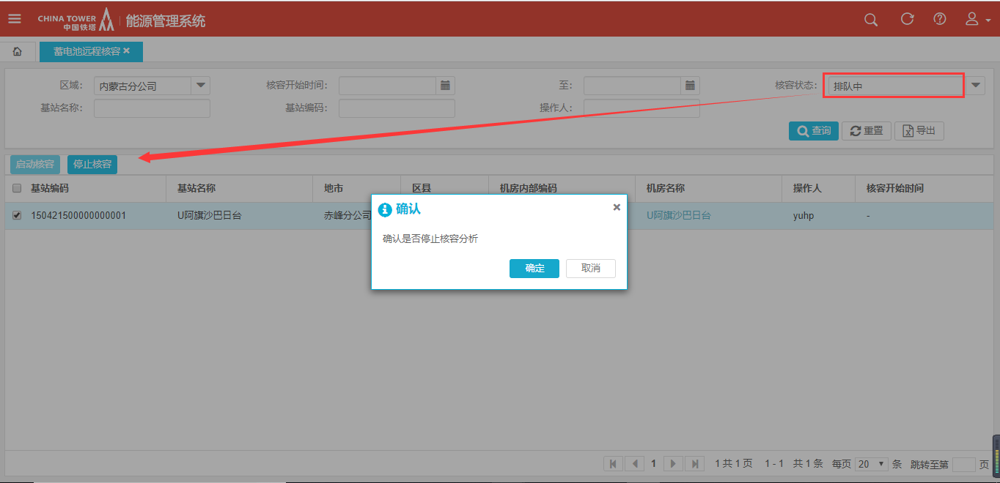 CHINA TOWER
中国铁塔
能源管理系统
蓄电池远程核容
区域:
内蒙古分公司
核容开始时间:
至:
核容状态:
排队中
基站名称:
基站编码:
操作人:
查询
重置
导出
启动核容
停止核容
基站编码
基站名称
地市
区县
机房内部编码
机房名称
操作人
核容开始时间
150421500000000001
U阿旗沙巴日台
赤峰分公司
U阿旗沙巴日台
yuhp
-
确认
确认是否停止核容分析
确定
取消
1
1 共 1 页
1 - 1
共 1 条
每页
20
条
跳转至第
页